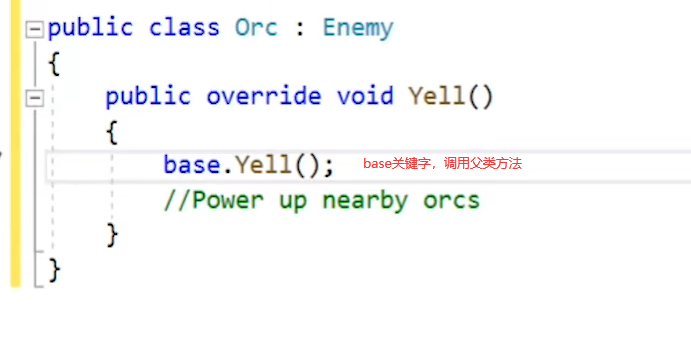 public class Orc : Enemy
{
public override void Yell()
{
base.Yell(); base关键字，调用父类方法
//Power up nearby orcs
}
}